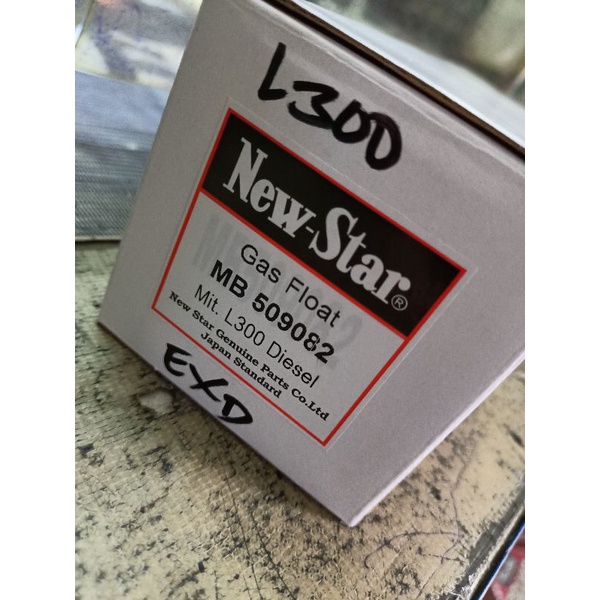 L300
New-Star®
Gas Float
MB 509082
Mit. L300 Diesel
New Star Genuine Parts Co.Ltd
Japan Standard
EXD